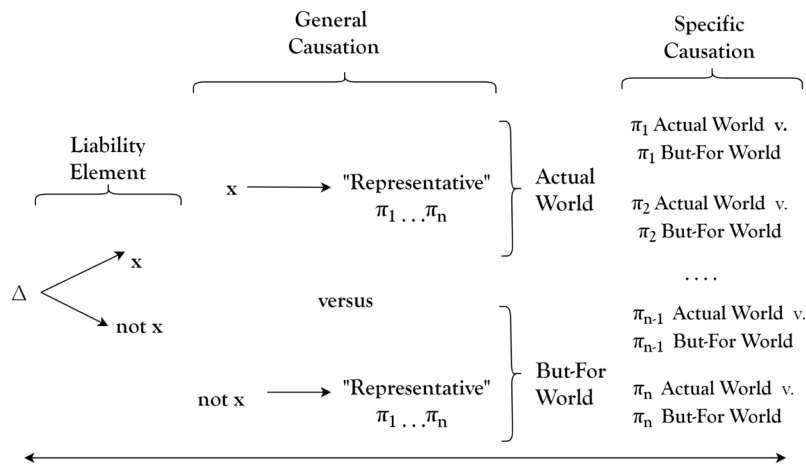 General
Causation
Specific
Causation
Liability
Element
Δ
x
not x
x
"Representative"
π₁ . . .πₙ
Actual
World
versus
not x
"Representative"
π₁ . . .πₙ
But-For
World
π₁ Actual World v.
π₁ But-For World
π₂ Actual World v.
π₂ But-For World
. . . .
πₙ₋₁ Actual World v.
πₙ₋₁ But-For World
πₙ Actual World v.
πₙ But-For World